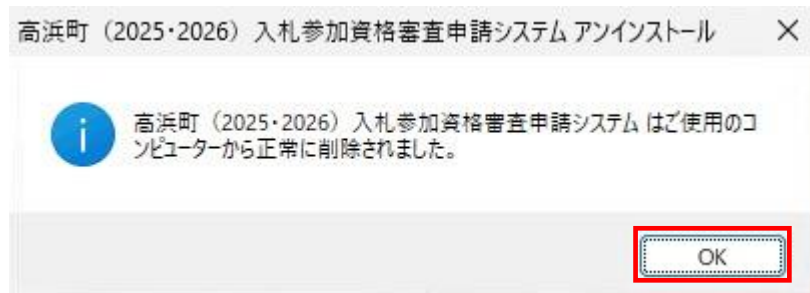 高浜町（2025・2026）入札参加資格審査申請システム アンインストール
高浜町（2025・2026）入札参加資格審査申請システム はご使用のコ
ンピューターから正常に削除されました。
OK